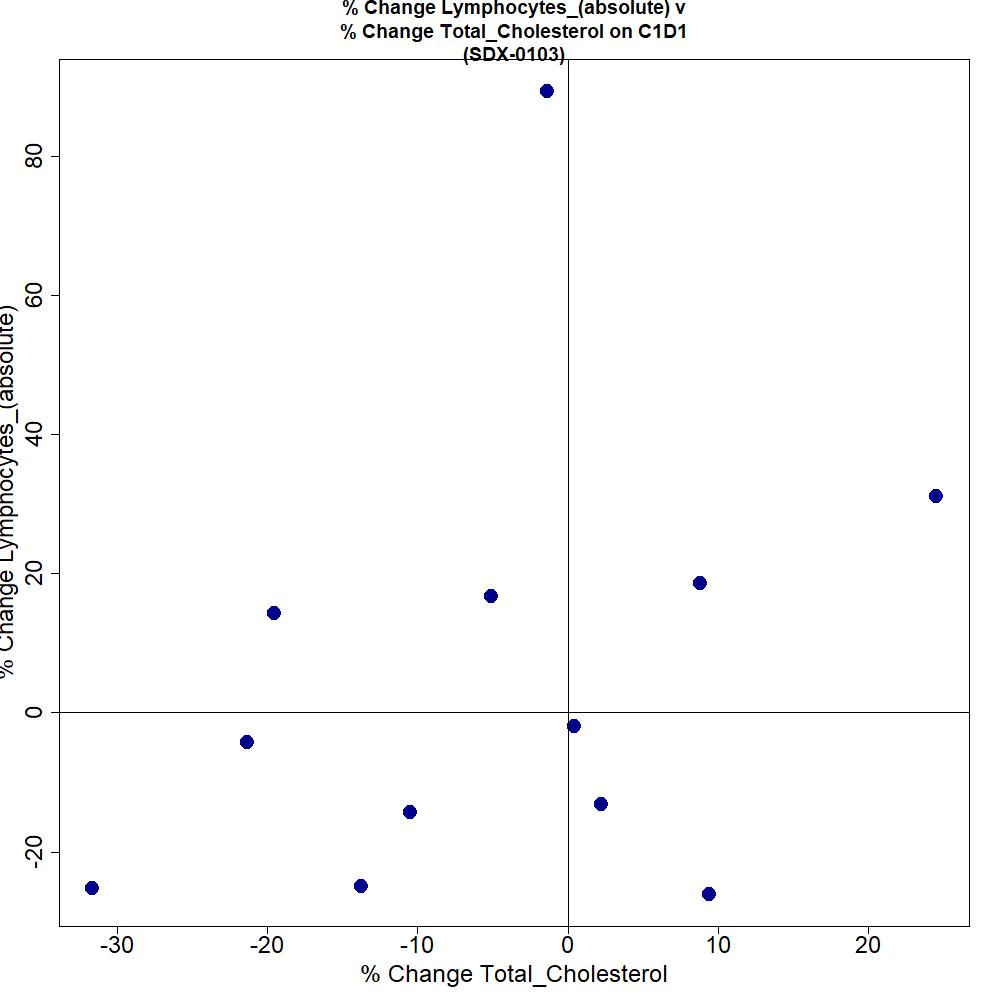 % Change Lymphocytes_(absolute) v
% Change Total_Cholesterol on C1D1
(SDX-0103)
% Change Lymphocytes_(absolute)
80
60
40
20
0
-20
-30
-20
-10
0
10
20
% Change Total_Cholesterol